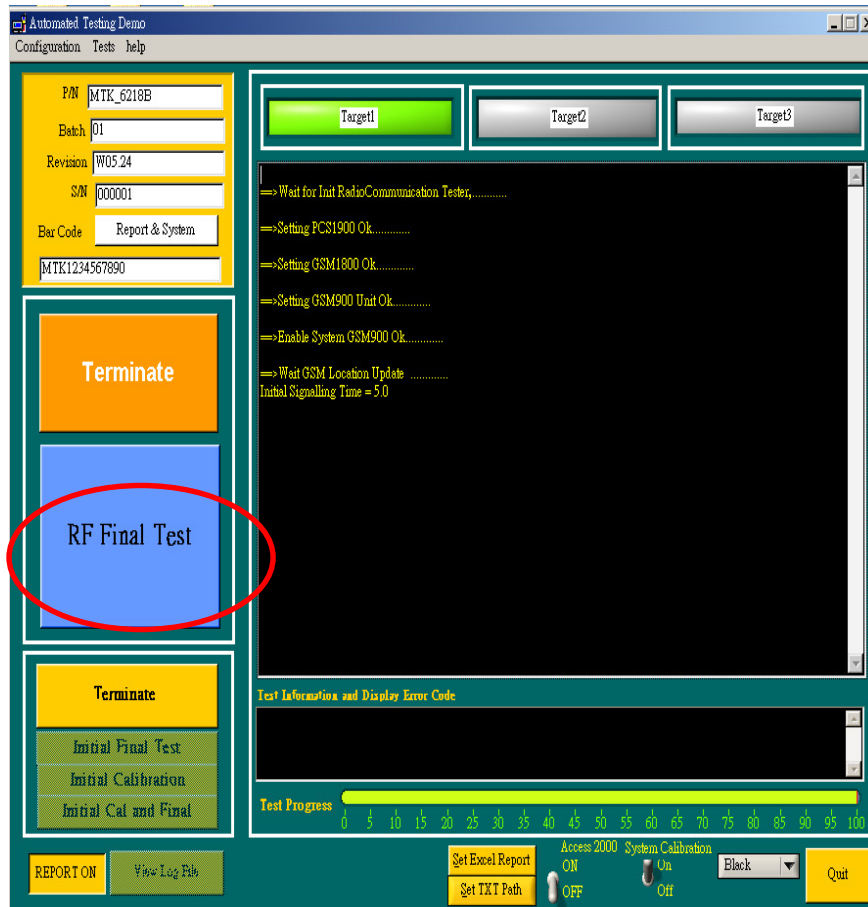 Automated Testing Demo
Configuration Tests help
P/N MTK_6218B
Batch 01
Revision W05.24
S/N 000001
Bar Code Report & System
MTK1234567890
Target1 Target2 Target3
==>Wait for Init RadioCommunication Tester,............
==>Setting PCS1900 Ok.............
==>Setting GSM1800 Ok.............
==>Setting GSM900 Unit Ok.............
==>Enable System GSM900 Ok.............
==>Wait GSM Location Update .............
Initial Signalling Time = 5.0
Terminate
RF Final Test
Terminate
Initial Final Test
Initial Calibration
Initial Cal and Final
Test Information and Display Error Code
Test Progress
0 5 10 15 20 25 30 35 40 45 50 55 60 65 70 75 80 85 90 95 100
REPORT ON
View Log File
Set Excel Report
Set TXT Path
Access 2000
ON
OFF
System Calibration
On
Off
Black
Quit